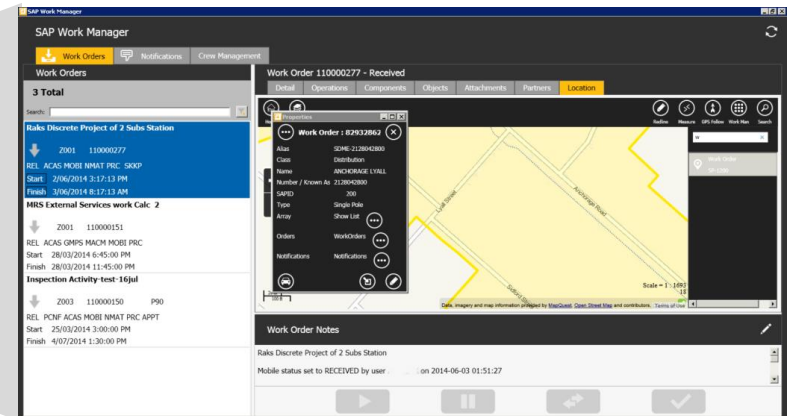 SAP Work Manager
SAP Work Manager
Work Orders
Notifications
Crew Management
Work Orders
3 Total
Search:
Raks Discrete Project of 2 Subs Station
Z001 110000277
REL ACAS MOBI NMAT PRC SKKP
Start 2/06/2014 3:17:13 PM
Finish 3/06/2014 8:17:13 AM
MRS External Services work Calc 2
Z001 110000151
REL ACAS GMPS MACM MOBI PRC
Start 28/03/2014 6:45:00 PM
Finish 28/03/2014 11:45:00 PM
Inspection Activity-test-16jul
Z003 110000150 P90
REL PCNF ACAS MOBI NMAT PRC APPT
Start 25/03/2014 3:00:00 PM
Finish 4/07/2014 1:30:00 PM
Work Order 110000277 - Received
Detail
Operations
Components
Objects
Attachments
Partners
Location
Redline
Measure
GPS Follow
Work Man
Search
w
Work Order
Properties
Work Order : 82932862
Alias SDME-2128042800
Class Distribution
Name ANCHORAGE LYALL
Number / Known As 2128042800
SAPID 200
Type Single Pole
Array Show List
Orders WorkOrders
Notifications Notifications
Lyall Street
Anchorage Road
100 ft
Scale = 1 : 1693
18
Data, imagery and map information provided by MapQuest, Open Street Map and contributors. Terms of Use
Work Order Notes
Raks Discrete Project of 2 Subs Station
Mobile status set to RECEIVED by user on 2014-06-03 01:51:27